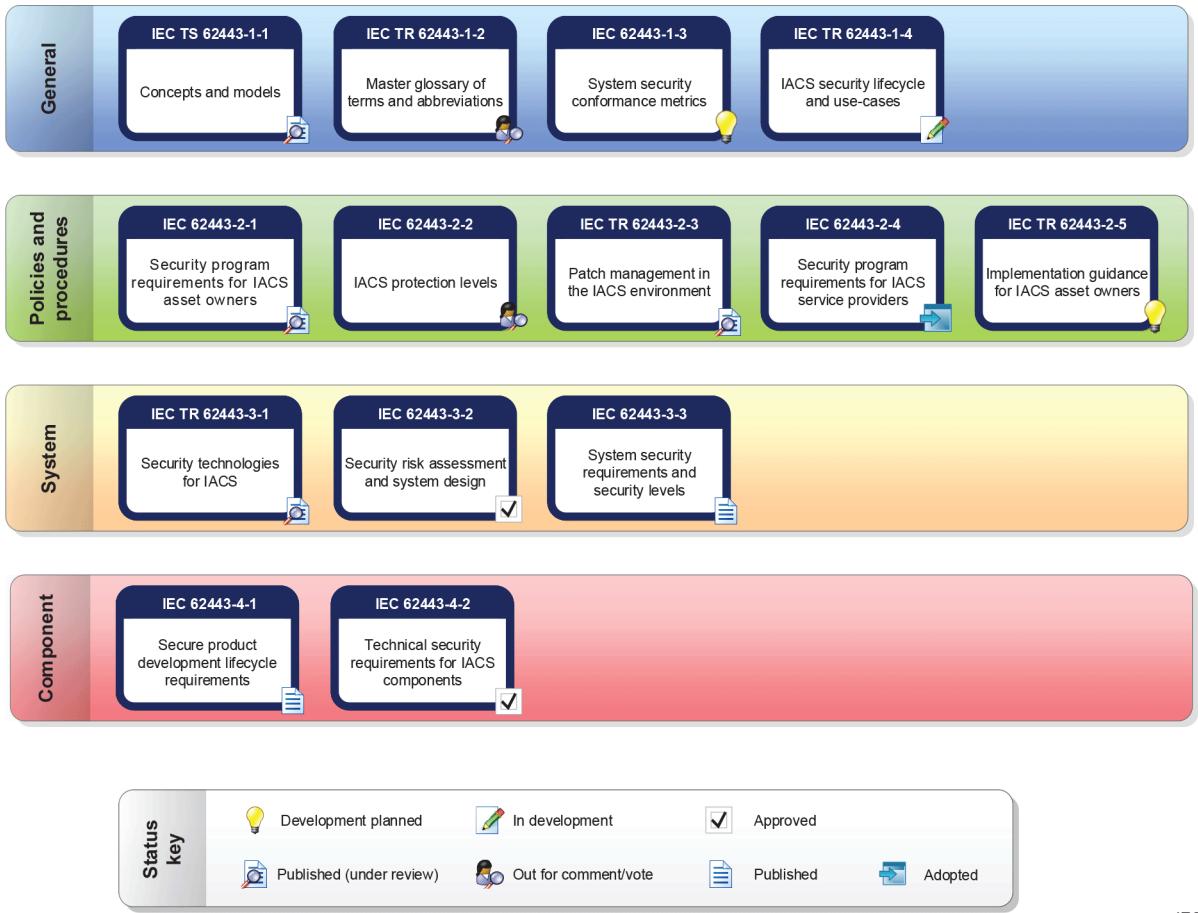 General
IEC TS 62443-1-1
Concepts and models
IEC TR 62443-1-2
Master glossary of
terms and abbreviations
IEC 62443-1-3
System security
conformance metrics
IEC TR 62443-1-4
IACS security lifecycle
and use-cases
Policies and
procedures
IEC 62443-2-1
Security program
requirements for IACS
asset owners
IEC 62443-2-2
IACS protection levels
IEC TR 62443-2-3
Patch management in
the IACS environment
IEC 62443-2-4
Security program
requirements for IACS
service providers
IEC TR 62443-2-5
Implementation guidance
for IACS asset owners
System
IEC TR 62443-3-1
Security technologies
for IACS
IEC 62443-3-2
Security risk assessment
and system design
IEC 62443-3-3
System security
requirements and
security levels
Component
IEC 62443-4-1
Secure product
development lifecycle
requirements
IEC 62443-4-2
Technical security
requirements for IACS
components
Status
key
Development planned
In development
Approved
Published (under review)
Out for comment/vote
Published
Adopted